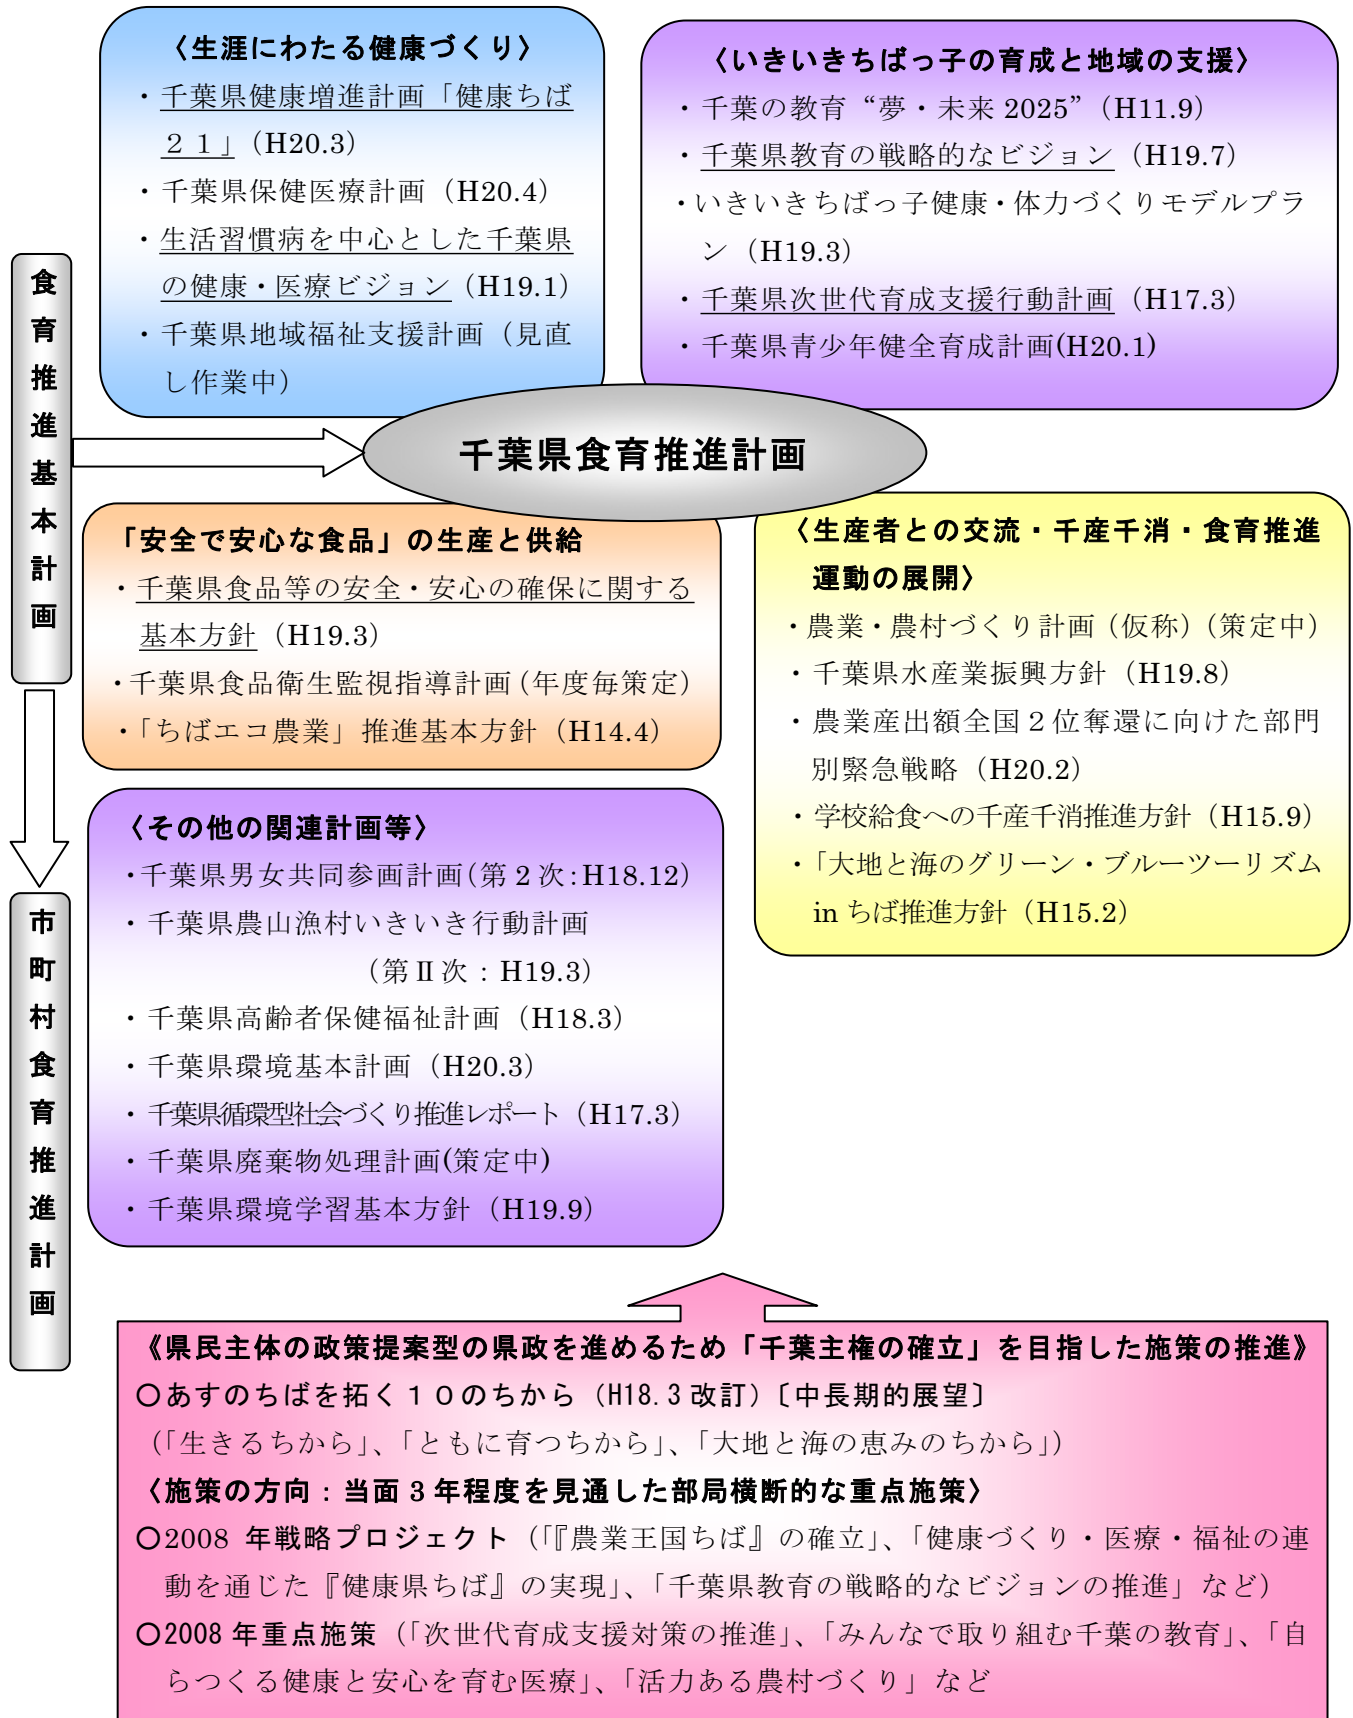 〈生涯にわたる健康づくり〉
・千葉県健康増進計画「健康ちば
２１」（H20.3）
・千葉県保健医療計画（H20.4）
・生活習慣病を中心とした千葉県
の健康・医療ビジョン（H19.1）
・千葉県地域福祉支援計画（見直
し作業中）
〈いきいきちばっ子の育成と地域の支援〉
・千葉の教育“夢・未来 2025”（H11.9）
・千葉県教育の戦略的なビジョン（H19.7）
・いきいきちばっ子健康・体力づくりモデルプラ
ン（H19.3）
・千葉県次世代育成支援行動計画（H17.3）
・千葉県青少年健全育成計画(H20.1)
食育推進基本計画
千葉県食育推進計画
「安全で安心な食品」の生産と供給
・千葉県食品等の安全・安心の確保に関する
基本方針（H19.3）
・千葉県食品衛生監視指導計画（年度毎策定）
・「ちばエコ農業」推進基本方針（H14.4）
〈生産者との交流・千産千消・食育推進
運動の展開〉
・農業・農村づくり計画（仮称）（策定中）
・千葉県水産業振興方針（H19.8）
・農業産出額全国２位奪還に向けた部門
別緊急戦略（H20.2）
・学校給食への千産千消推進方針（H15.9）
・「大地と海のグリーン・ブルーツーリズム
in ちば推進方針（H15.2）
〈その他の関連計画等〉
・千葉県男女共同参画計画（第２次：H18.12）
・千葉県農山漁村いきいき行動計画
（第Ⅱ次：H19.3）
・千葉県高齢者保健福祉計画（H18.3）
・千葉県環境基本計画（H20.3）
・千葉県循環型社会づくり推進レポート（H17.3）
・千葉県廃棄物処理計画(策定中)
・千葉県環境学習基本方針（H19.9）
市町村食育推進計画
《県民主体の政策提案型の県政を進めるため「千葉主権の確立」を目指した施策の推進》
○あすのちばを拓く１０のちから（H18.3 改訂）〔中長期的展望〕
（「生きるちから」、「ともに育つちから」、「大地と海の恵みのちから」）
〈施策の方向：当面３年程度を見通した部局横断的な重点施策〉
○2008 年戦略プロジェクト（「『農業王国ちば』の確立」、「健康づくり・医療・福祉の連
動を通じた『健康県ちば』の実現」、「千葉県教育の戦略的なビジョンの推進」など）
○2008 年重点施策（「次世代育成支援対策の推進」、「みんなで取り組む千葉の教育」、「自
らつくる健康と安心を育む医療」、「活力ある農村づくり」など